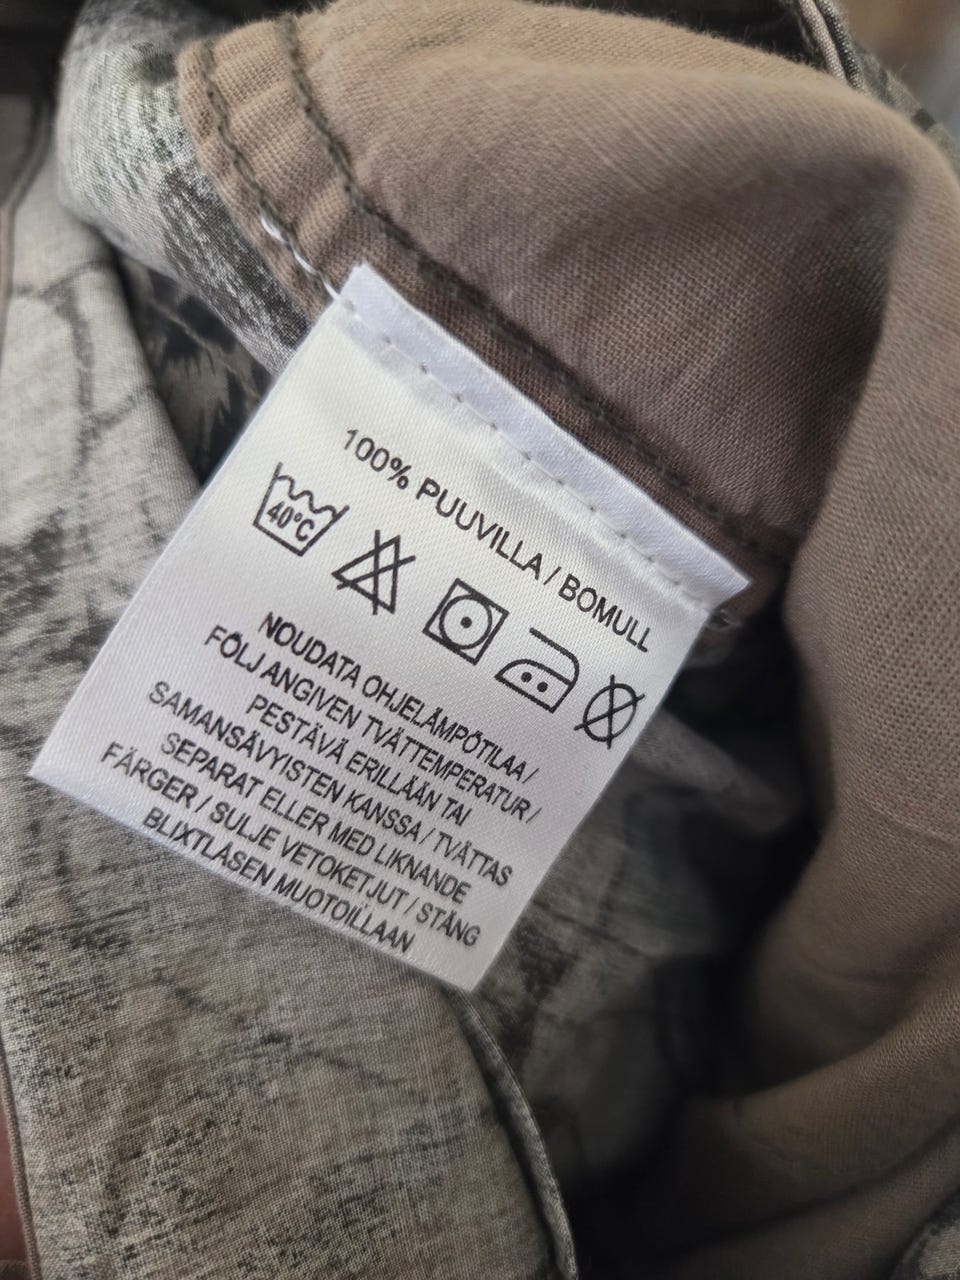 100% PUUVILLA / BOMULL
40°C
NOUDATA OHJELÄMPÖTILAA /
FÖLJ ANGIVEN TVÄTTEMPERATUR /
PESTÄVÄ ERILLÄÄN TAI
SAMANSÄVYISTEN KANSSA / TVÄTTAS
SEPARAT ELLER MED LIKNANDE
FÄRGER / SULJE VETOKETJUT / STÄNG
BLIXTLÅSEN MUOTOILLAAN